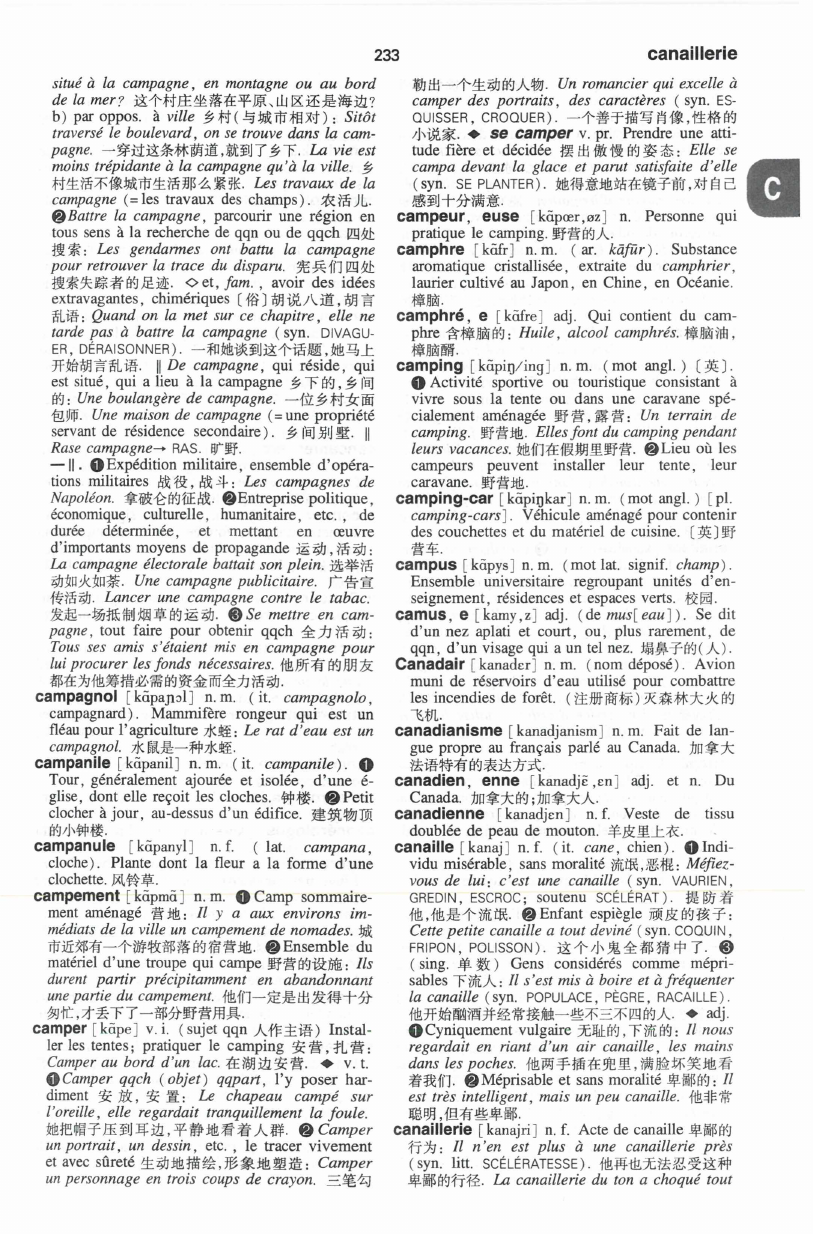 233
canaillerie
situé à la campagne, en montagne ou au bord
de la mer? 这个村庄坐落在平原、山区还是海边?
b) par oppos. à ville 乡村(与城市相对): Sitôt
traversé le boulevard, on se trouve dans la cam-
pagne. 一穿过这条林荫道,就到了乡下. La vie est
moins trépidante à la campagne qu'à la ville. 乡
村生活不像城市生活那么紧张. Les travaux de la
campagne (= les travaux des champs). 农活儿.
❷Battre la campagne, parcourir une région en
tous sens à la recherche de qqn ou de qqch 四处
搜索: Les gendarmes ont battu la campagne
pour retrouver la trace du disparu. 宪兵们四处
搜索失踪者的足迹. ◇et, fam., avoir des idées
extravagantes, chimériques〔俗〕胡说八道,胡言
乱语: Quand on la met sur ce chapitre, elle ne
tarde pas à battre la campagne (syn. DIVAGU-
ER, DÉRAISONNER). 一和她谈到这个话题,她马上
开始胡言乱语. ‖ De campagne, qui réside, qui
est situé, qui a lieu à la campagne 乡下的,乡间
的: Une boulangère de campagne. 一位乡村女面
包师. Une maison de campagne (= une propriété
servant de résidence secondaire). 乡间别墅. ‖
Rase campagne→ RAS. 旷野.
—Ⅱ. ❶Expédition militaire, ensemble d'opéra-
tions militaires 战役,战斗: Les campagnes de
Napoléon. 拿破仑的征战. ❷Entreprise politique,
économique, culturelle, humanitaire, etc., de
durée déterminée, et mettant en œuvre
d'importants moyens de propagande 运动,活动:
La campagne électorale battait son plein. 选举活
动如火如荼. Une campagne publicitaire. 广告宣
传活动. Lancer une campagne contre le tabac.
发起一场抵制烟草的运动. ❸Se mettre en cam-
pagne, tout faire pour obtenir qqch 全力活动:
Tous ses amis s'étaient mis en campagne pour
lui procurer les fonds nécessaires. 他所有的朋友
都在为他筹措必需的资金而全力活动.
campagnol [kɑ̃paɲɔl] n. m. (it. campagnolo,
campagnard). Mammifère rongeur qui est un
fléau pour l'agriculture 水䶄: Le rat d'eau est un
campagnol. 水鼠是一种水䶄.
campanile [kɑ̃panil] n. m. (it. campanile). ❶
Tour, généralement ajourée et isolée, d'une é-
glise, dont elle reçoit les cloches. 钟楼. ❷Petit
clocher à jour, au-dessus d'un édifice. 建筑物顶
的小钟楼.
campanule [kɑ̃panyl] n. f. (lat. campana,
cloche). Plante dont la fleur a la forme d'une
clochette. 风铃草.
campement [kɑ̃pmɑ̃] n. m. ❶Camp sommaire-
ment aménagé 营地: Il y a aux environs im-
médiats de la ville un campement de nomades. 城
市近郊有一个游牧部落的宿营地. ❷Ensemble du
matériel d'une troupe qui campe 野营的设施: Ils
durent partir précipitamment en abandonnant
une partie du campement. 他们一定是出发得十分
匆忙,才丢下了一部分野营用具.
camper [kɑ̃pe] v. i. (sujet qqn 人作主语) Instal-
ler les tentes; pratiquer le camping 安营,扎营:
Camper au bord d'un lac. 在湖边安营. ◆ v. t.
❶Camper qqch (objet) qqpart, l'y poser har-
diment 安放,安置: Le chapeau campé sur
l'oreille, elle regardait tranquillement la foule.
她把帽子压到耳边,平静地看着人群. ❷Camper
un portrait, un dessin, etc., le tracer vivement
et avec sûreté 生动地描绘,形象地塑造: Camper
un personnage en trois coups de crayon. 三笔勾
勒出一个生动的人物. Un romancier qui excelle à
camper des portraits, des caractères (syn. ES-
QUISSER, CROQUER). 一个善于描写肖像,性格的
小说家. ◆ se camper v. pr. Prendre une atti-
tude fière et décidée 摆出傲慢的姿态: Elle se
campa devant la glace et parut satisfaite d'elle
(syn. SE PLANTER). 她得意地站在镜子前,对自己
感到十分满意.
C
campeur, euse [kɑ̃pœr,øz] n. Personne qui
pratique le camping. 野营的人.
camphre [kɑ̃fr] n. m. (ar. kāfūr). Substance
aromatique cristallisée, extraite du camphrier,
laurier cultivé au Japon, en Chine, en Océanie.
樟脑.
camphré, e [kɑ̃fre] adj. Qui contient du cam-
phre 含樟脑的: Huile, alcool camphrés. 樟脑油,
樟脑酊.
camping [kɑ̃piŋ/ing] n. m. (mot angl.)〔英〕.
❶Activité sportive ou touristique consistant à
vivre sous la tente ou dans une caravane spé-
cialement aménagée 野营,露营: Un terrain de
camping. 野营地. Elles font du camping pendant
leurs vacances. 她们在假期里野营. ❷Lieu où les
campeurs peuvent installer leur tente, leur
caravane. 野营地.
camping-car [kɑ̃piŋkar] n. m. (mot angl.) [pl.
camping-cars]. Véhicule aménagé pour contenir
des couchettes et du matériel de cuisine.〔英〕野
营车.
campus [kɑ̃pys] n. m. (mot lat. signif. champ).
Ensemble universitaire regroupant unités d'en-
seignement, résidences et espaces verts. 校园.
camus, e [kamy,z] adj. (de mus[eau]). Se dit
d'un nez aplati et court, ou, plus rarement, de
qqn, d'un visage qui a un tel nez. 塌鼻子的(人).
Canadair [kanadɛr] n. m. (nom déposé). Avion
muni de réservoirs d'eau utilisé pour combattre
les incendies de forêt. (注册商标)灭森林大火的
飞机.
canadianisme [kanadjanism] n. m. Fait de lan-
gue propre au français parlé au Canada. 加拿大
法语特有的表达方式.
canadien, enne [kanadjɛ̃,ɛn] adj. et n. Du
Canada. 加拿大的;加拿大人.
canadienne [kanadjɛn] n. f. Veste de tissu
doublée de peau de mouton. 羊皮里上衣.
canaille [kanaj] n. f. (it. cane, chien). ❶Indi-
vidu misérable, sans moralité 流氓,恶棍: Méfiez-
vous de lui; c'est une canaille (syn. VAURIEN,
GREDIN, ESCROC; soutenu SCÉLÉRAT). 提防着
他,他是个流氓. ❷Enfant espiègle 顽皮的孩子:
Cette petite canaille a tout deviné (syn. COQUIN,
FRIPON, POLISSON). 这个小鬼全都猜中了. ❸
(sing. 单数) Gens considérés comme mépri-
sables 下流人: Il s'est mis à boire et à fréquenter
la canaille (syn. POPULACE, PÈGRE, RACAILLE).
他开始酗酒并经常接触一些不三不四的人. ◆ adj.
❶Cyniquement vulgaire 无耻的,下流的: Il nous
regardait en riant d'un air canaille, les mains
dans les poches. 他两手插在兜里,满脸坏笑地看
着我们. ❷Méprisable et sans moralité 卑鄙的: Il
est très intelligent, mais un peu canaille. 他非常
聪明,但有些卑鄙.
canaillerie [kanajri] n. f. Acte de canaille 卑鄙的
行为: Il n'en est plus à une canaillerie près
(syn. litt. SCÉLÉRATESSE). 他再也无法忍受这种
卑鄙的行径. La canaillerie du ton a choqué tout